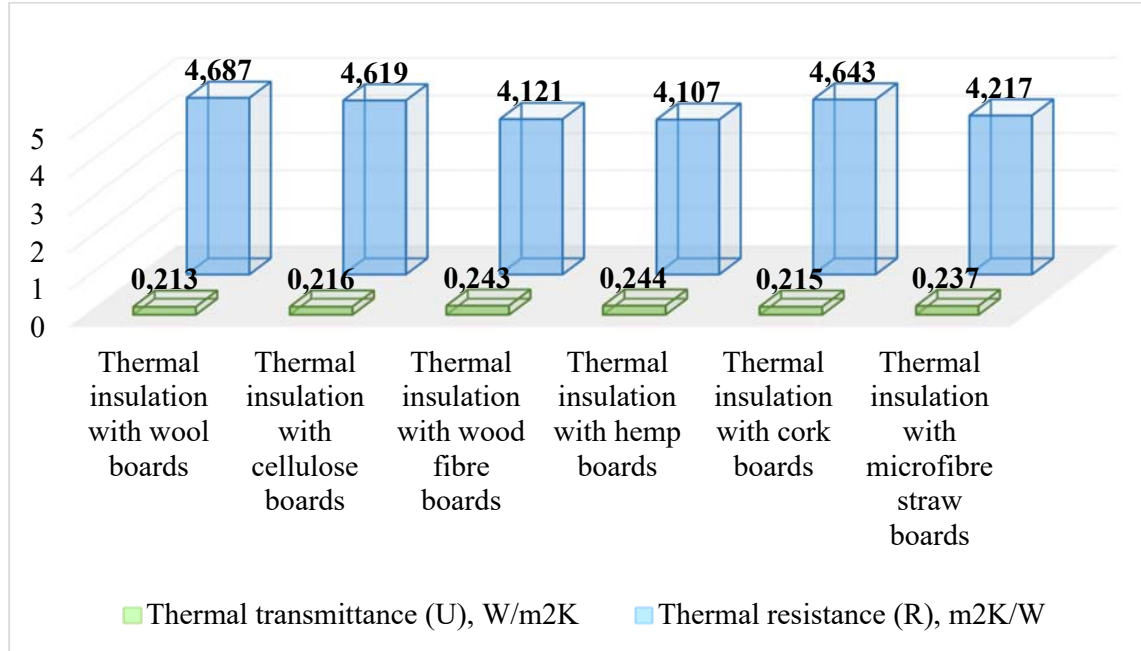 4,687
4,619
4,121
4,107
4,643
4,217
5
4
3
2
1
0
0,213
0,216
0,243
0,244
0,215
0,237
Thermal
insulation
with wool
boards
Thermal
insulation
with
cellulose
boards
Thermal
insulation
with wood
fibre
boards
Thermal
insulation
with hemp
boards
Thermal
insulation
with cork
boards
Thermal
insulation
with
microfibre
straw
boards
Thermal transmittance (U), W/m2K
Thermal resistance (R), m2K/W